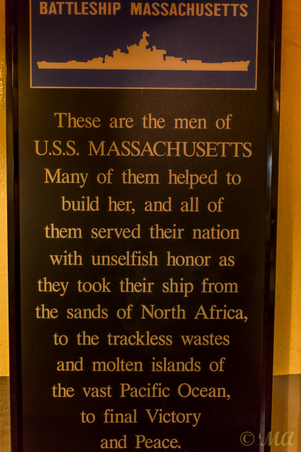 BATTLESHIP MASSACHUSETTS
These are the men of
U.S.S. MASSACHUSETTS
Many of them helped to
build her, and all of
them served their nation
with unselfish honor as
they took their ship from
the sands of North Africa,
to the trackless wastes
and molten islands of
the vast Pacific Ocean,
to final Victory
and Peace.
© Ma